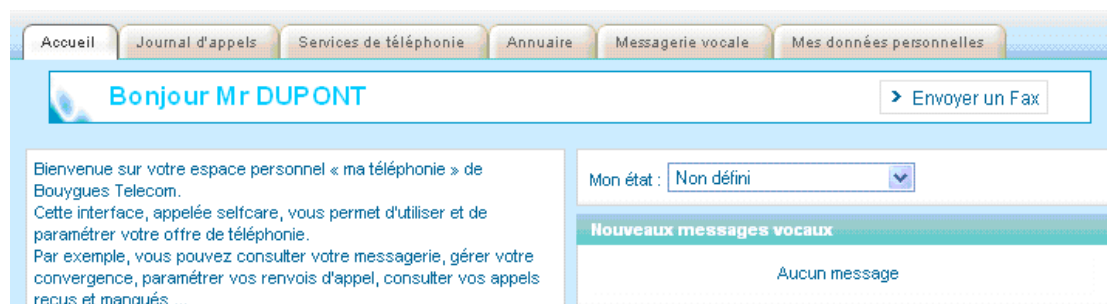 Accueil
Journal d'appels
Services de téléphonie
Annuaire
Messagerie vocale
Mes données personnelles
Bonjour Mr DUPONT
> Envoyer un Fax
Bienvenue sur votre espace personnel « ma téléphonie » de
Bouygues Telecom.
Cette interface, appelée selfcare, vous permet d'utiliser et de
paramétrer votre offre de téléphonie.
Par exemple, vous pouvez consulter votre messagerie, gérer votre
convergence, paramétrer vos renvois d'appel, consulter vos appels
reçus et manqués ...
Mon état : Non défini
Nouveaux messages vocaux
Aucun message